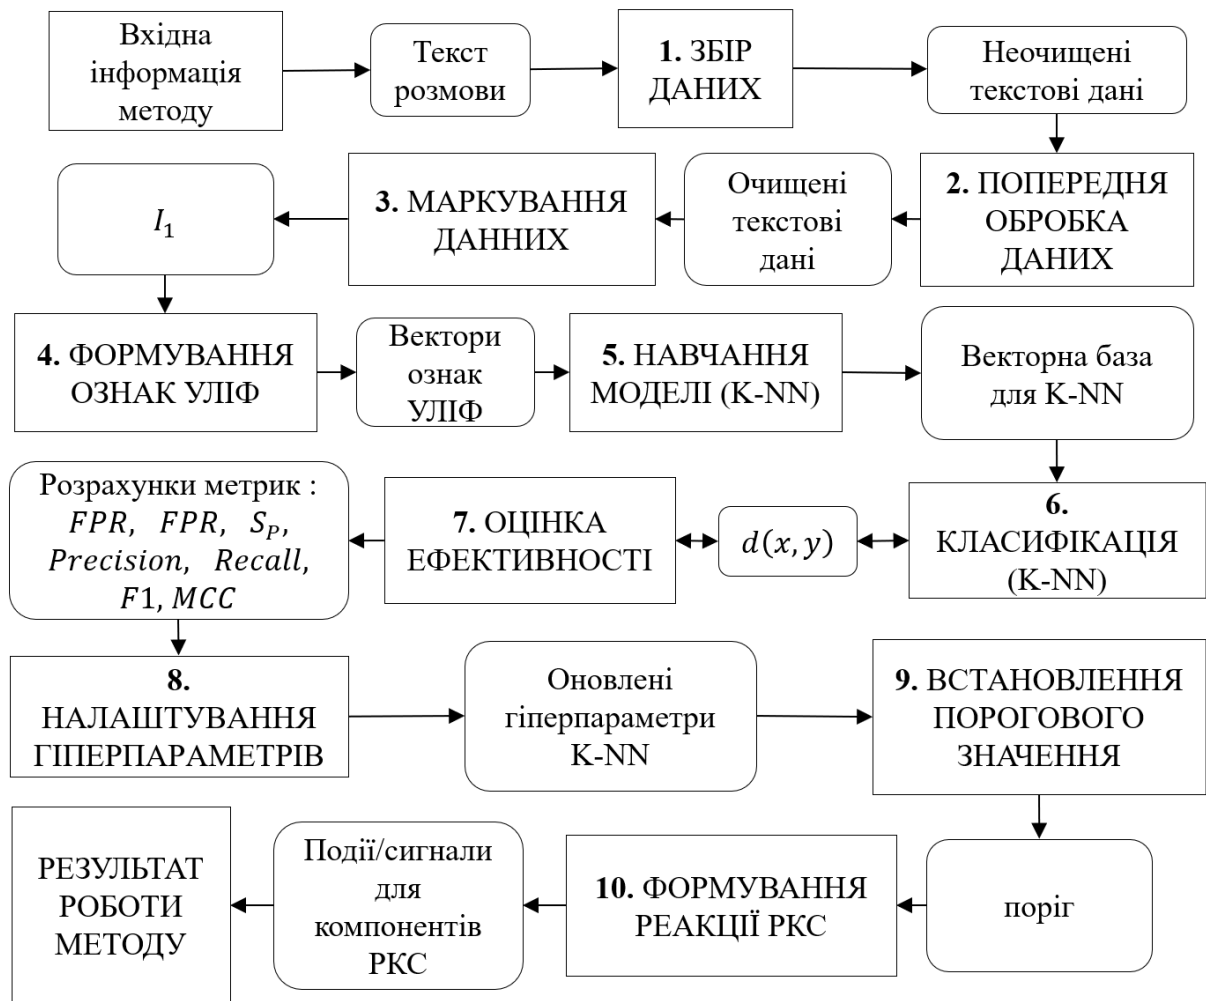 Вхідна
інформація
методу
Текст
розмови
1. ЗБІР
ДАНИХ
Неочищені
текстові дані
2. ПОПЕРЕДНЯ
ОБРОБКА
ДАНИХ
Очищені
текстові
дані
3. МАРКУВАННЯ
ДАННИХ
I₁
4. ФОРМУВАННЯ
ОЗНАК УЛІФ
Вектори
ознак
УЛІФ
5. НАВЧАННЯ
МОДЕЛІ (K-NN)
Векторна база
для K-NN
6.
КЛАСИФІКАЦІЯ
(K-NN)
d(x, y)
7. ОЦІНКА
ЕФЕКТИВНОСТІ
Розрахунки метрик :
FPR, FPR, S_P,
Precision, Recall,
F1, MCC
8.
НАЛАШТУВАННЯ
ГІПЕРПАРАМЕТРІВ
Оновлені
гіперпараметри
K-NN
9. ВСТАНОВЛЕННЯ
ПОРОГОВОГО
ЗНАЧЕННЯ
поріг
10. ФОРМУВАННЯ
РЕАКЦІЇ РКС
Події/сигнали
для
компонентів
РКС
РЕЗУЛЬТАТ
РОБОТИ
МЕТОДУ